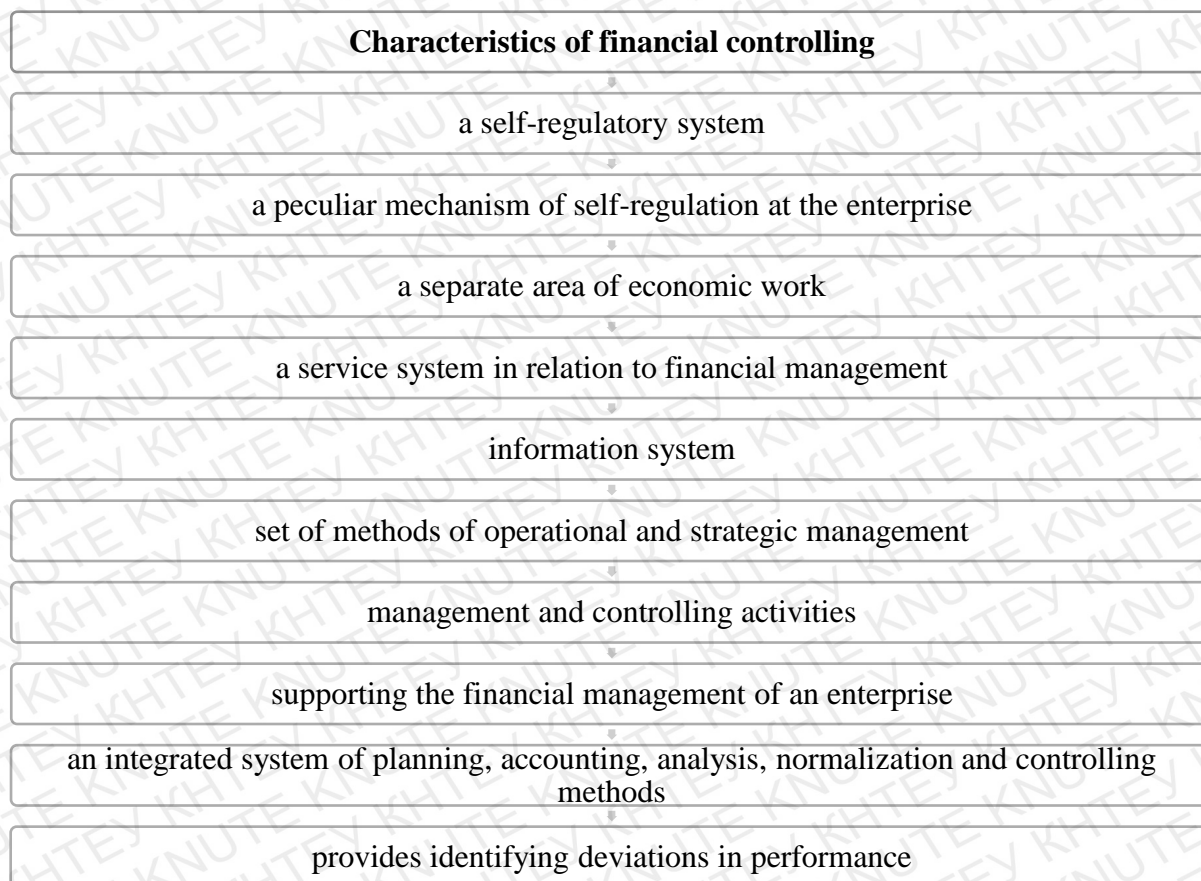 Characteristics of financial controlling
a self-regulatory system
a peculiar mechanism of self-regulation at the enterprise
a separate area of economic work
a service system in relation to financial management
information system
set of methods of operational and strategic management
management and controlling activities
supporting the financial management of an enterprise
an integrated system of planning, accounting, analysis, normalization and controlling
methods
provides identifying deviations in performance